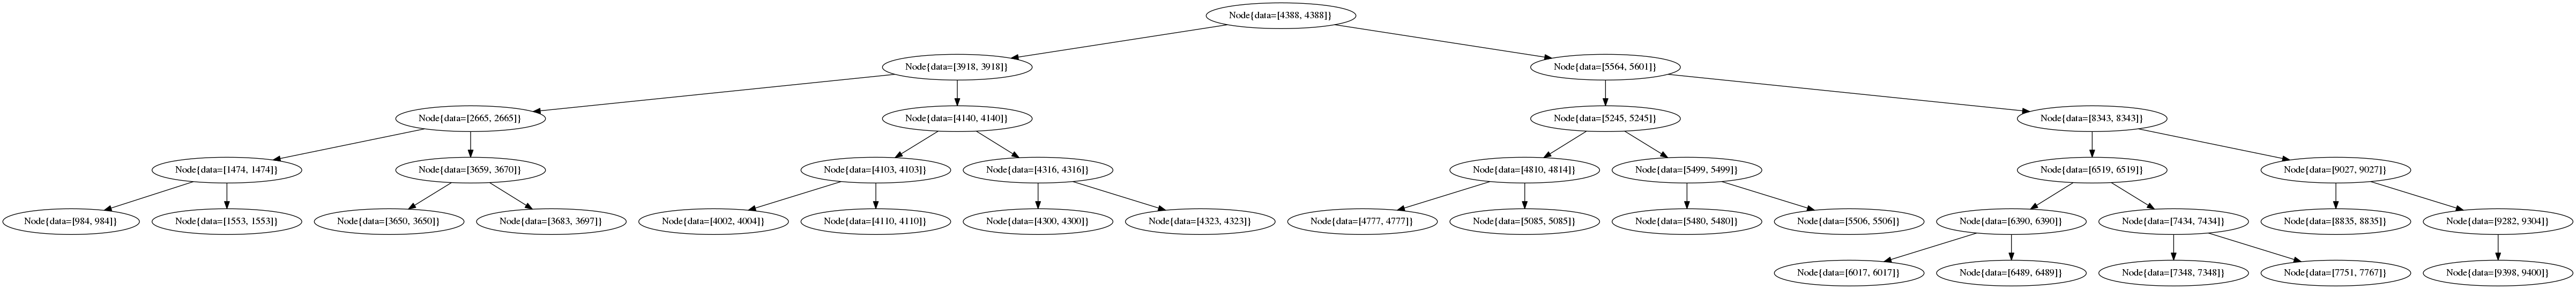 Node{data=[4388, 4388]}
Node{data=[3918, 3918]}
Node{data=[5564, 5601]}
Node{data=[2665, 2665]}
Node{data=[4140, 4140]}
Node{data=[5245, 5245]}
Node{data=[8343, 8343]}
Node{data=[1474, 1474]}
Node{data=[3659, 3670]}
Node{data=[4103, 4103]}
Node{data=[4316, 4316]}
Node{data=[4810, 4814]}
Node{data=[5499, 5499]}
Node{data=[6519, 6519]}
Node{data=[9027, 9027]}
Node{data=[984, 984]}
Node{data=[1553, 1553]}
Node{data=[3650, 3650]}
Node{data=[3683, 3697]}
Node{data=[4002, 4004]}
Node{data=[4110, 4110]}
Node{data=[4300, 4300]}
Node{data=[4323, 4323]}
Node{data=[4777, 4777]}
Node{data=[5085, 5085]}
Node{data=[5480, 5480]}
Node{data=[5506, 5506]}
Node{data=[6390, 6390]}
Node{data=[7434, 7434]}
Node{data=[8835, 8835]}
Node{data=[9282, 9304]}
Node{data=[6017, 6017]}
Node{data=[6489, 6489]}
Node{data=[7348, 7348]}
Node{data=[7751, 7767]}
Node{data=[9398, 9400]}